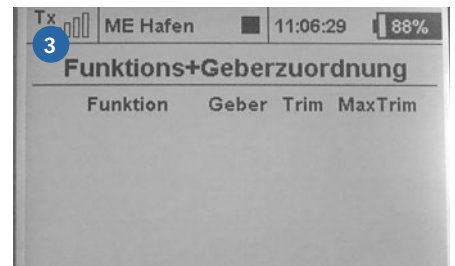 Tx ME Hafen 11:06:29 88%
3
Funktions+Geberzuordnung
Funktion Geber Trim MaxTrim